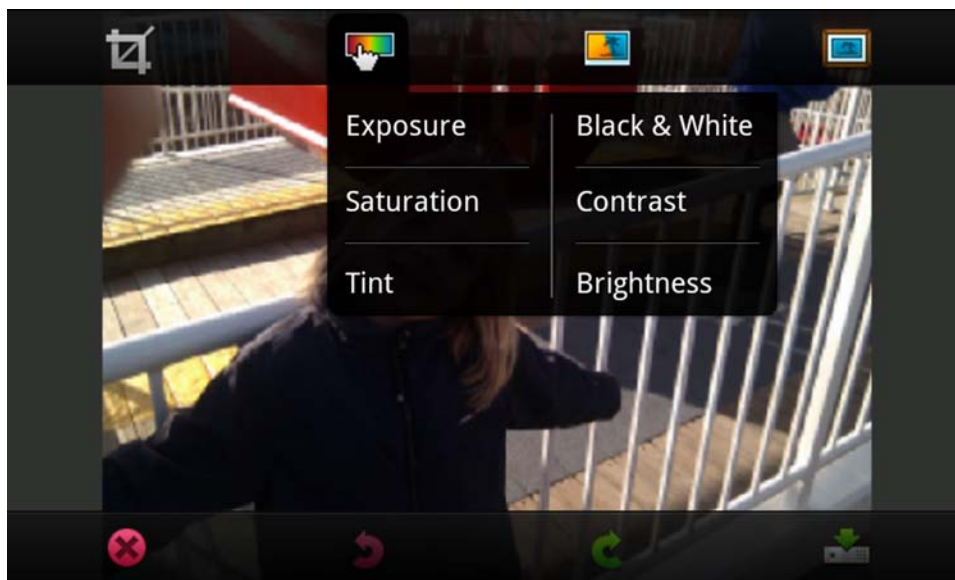 Exposure
Black & White
Saturation
Contrast
Tint
Brightness